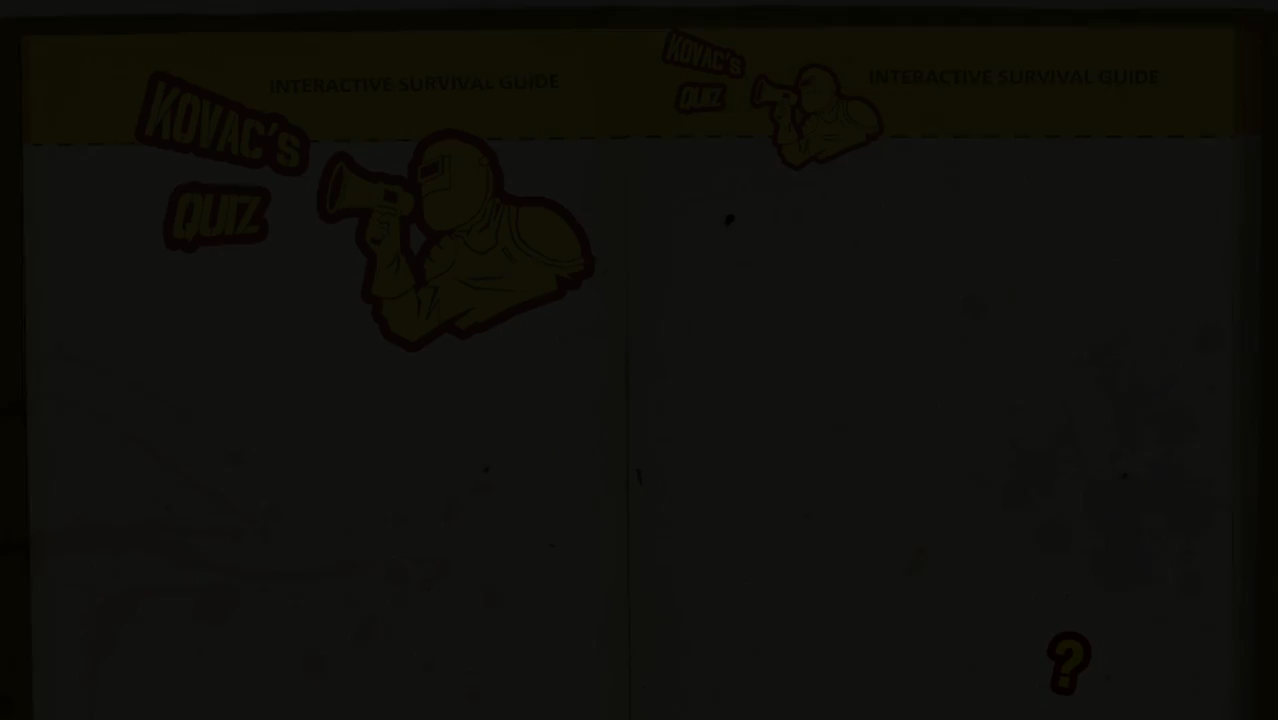 INTERACTIVE SURVIVAL GUIDE
KOVAC's
QUIZ
KOVAC's
QUIZ
INTERACTIVE SURVIVAL GUIDE
?